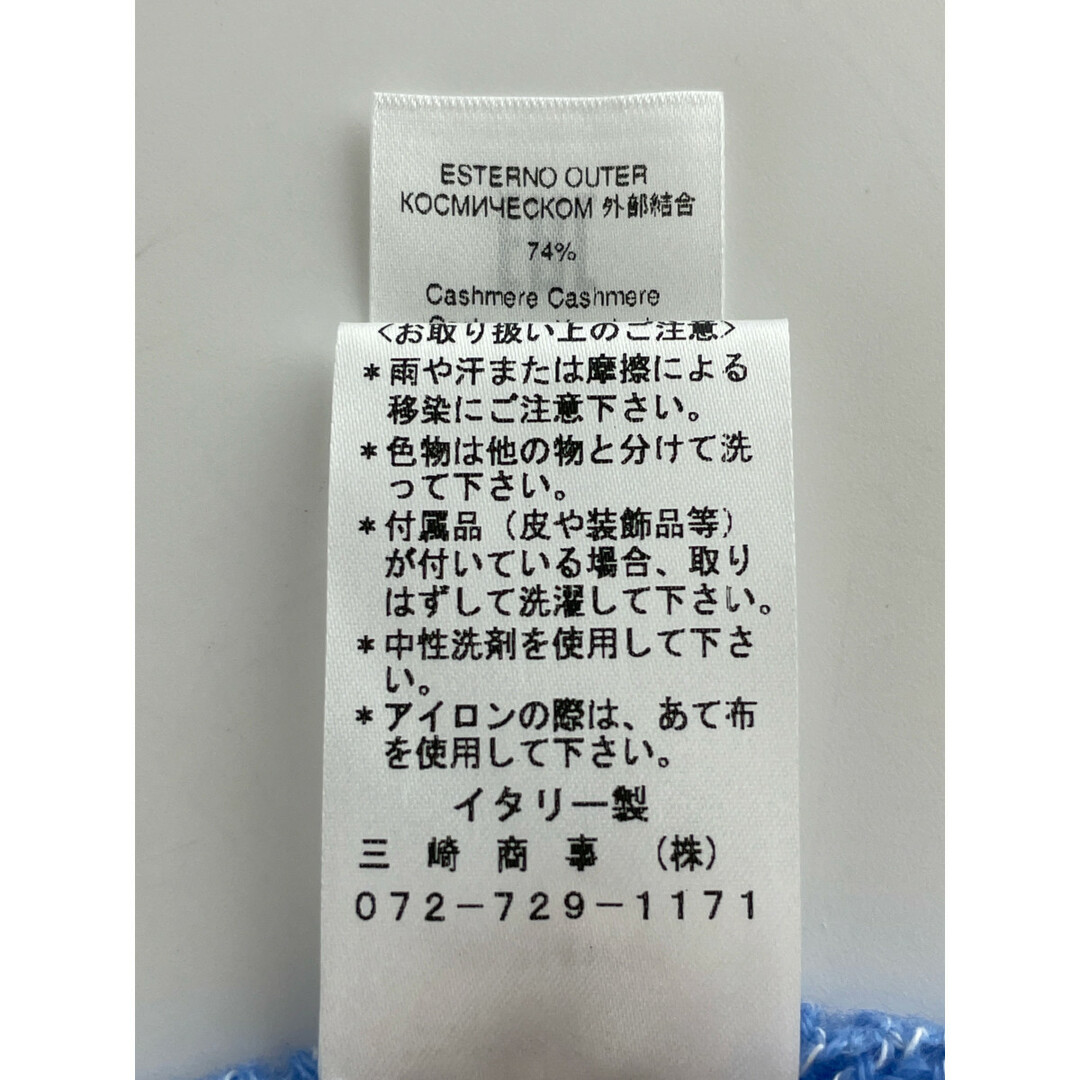 ESTERNO OUTER
КОСМИЧЕСКОМ 外部結合
74%
Cashmere Cashmere
<お取り扱い上のご注意>
*雨や汗または摩擦による
移染にご注意下さい。
*色物は他の物と分けて洗
って下さい。
*付属品（皮や装飾品等）
が付いている場合、取り
はずして洗濯して下さい。
*中性洗剤を使用して下さ
い。
*アイロンの際は、あて布
を使用して下さい。
イタリー製
三崎商事（株）
072-729-1171